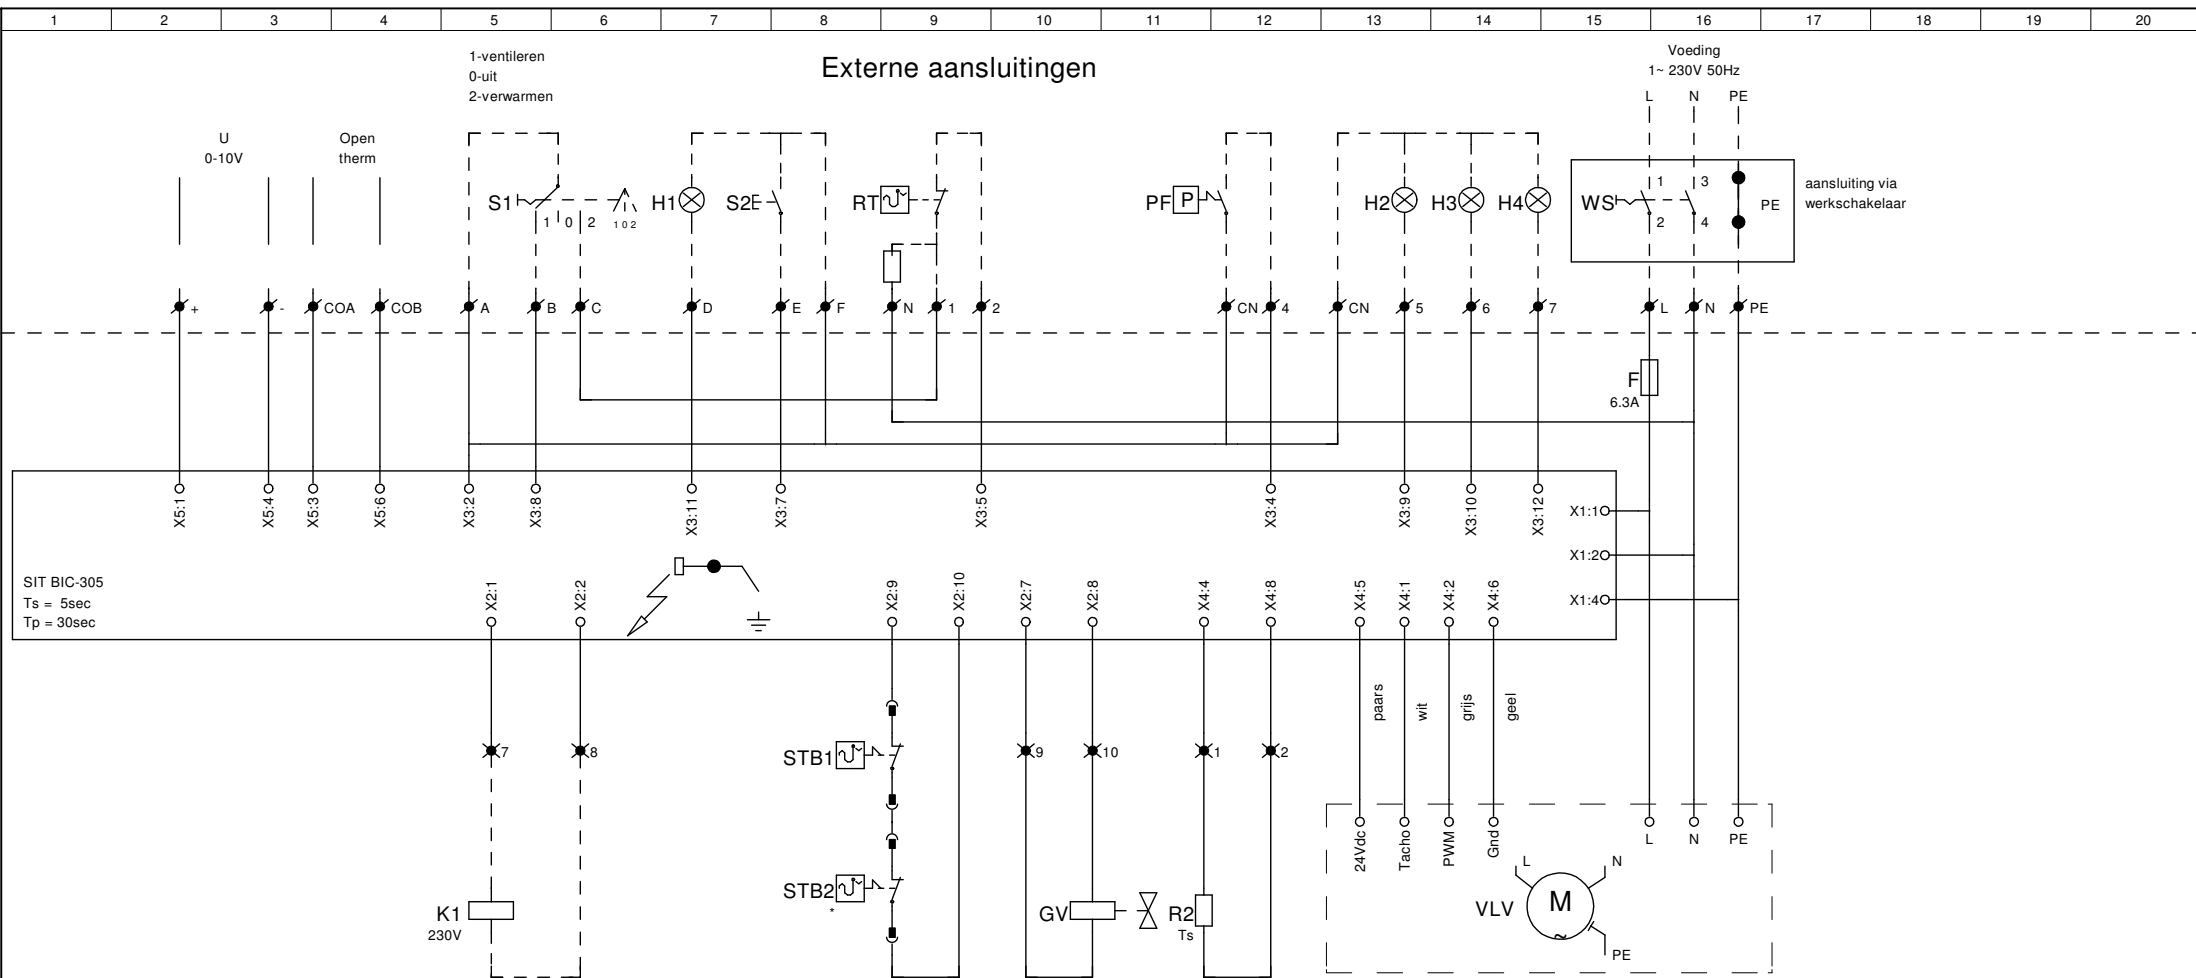 1 2 3 4 5 6 7 8 9 10 11 12 13 14 15 16 17 18 19 20
Externe aansluitingen
1-ventileren
0-uit
2-verwarmen
Voeding
1~ 230V 50Hz
L N PE
U
0-10V
Open
therm
S1
1 0 2
1 0 2
H1
S2
RT
PF P
H2
H3
H4
WS
1 3
2 4
PE
aansluiting via
werkschakelaar
+ - COA COB A B C D E F N 1 2 CN 4 CN 5 6 7 L N PE
F
6.3A
X5:1 X5:4 X5:3 X5:6 X3:2 X3:8 X3:11 X3:7 X3:5 X3:4 X3:9 X3:10 X3:12
X1:1
X1:2
X1:4
SIT BIC-305
Ts = 5sec
Tp = 30sec
X2:1 X2:2 X2:9 X2:10 X2:7 X2:8 X4:4 X4:8 X4:5 X4:1 X4:2 X4:6
paars wit grijs geel
7 8 9 10 1 2
STB1
STB2
*
K1
230V
GV
R2
Ts
24Vdc Tacho PWM Gnd L N PE
VLV
M
~
L N
PE